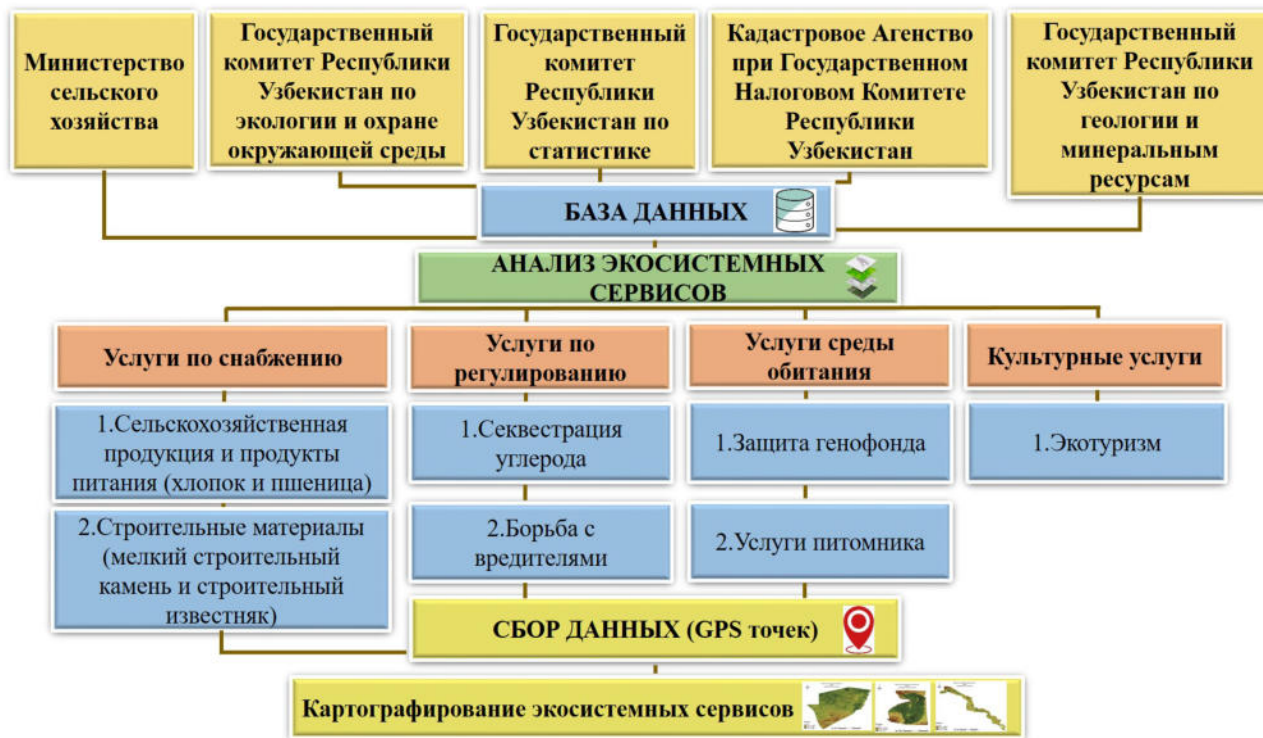 Министерство
сельского
хозяйства
Государственный
комитет Республики
Узбекистан по
экологии и охране
окружающей среды
Государственный
комитет
Республики
Узбекистан по
статистике
Кадастровое Агенство
при Государственном
Налоговом Комитете
Республики
Узбекистан
Государственный
комитет Республики
Узбекистан по
геологии и
минеральным
ресурсам
БАЗА ДАННЫХ
АНАЛИЗ ЭКОСИСТЕМНЫХ
СЕРВИСОВ
Услуги по снабжению
Услуги по
регулированию
Услуги среды
обитания
Культурные услуги
1.Сельскохозяйственная
продукция и продукты
питания (хлопок и пшеница)
1.Секвестрация
углерода
1.Защита генофонда
1.Экотуризм
2.Строительные материалы
(мелкий строительный
камень и строительный
известняк)
2.Борьба с
вредителями
2.Услуги питомника
СБОР ДАННЫХ (GPS точек)
Картографирование экосистемных сервисов